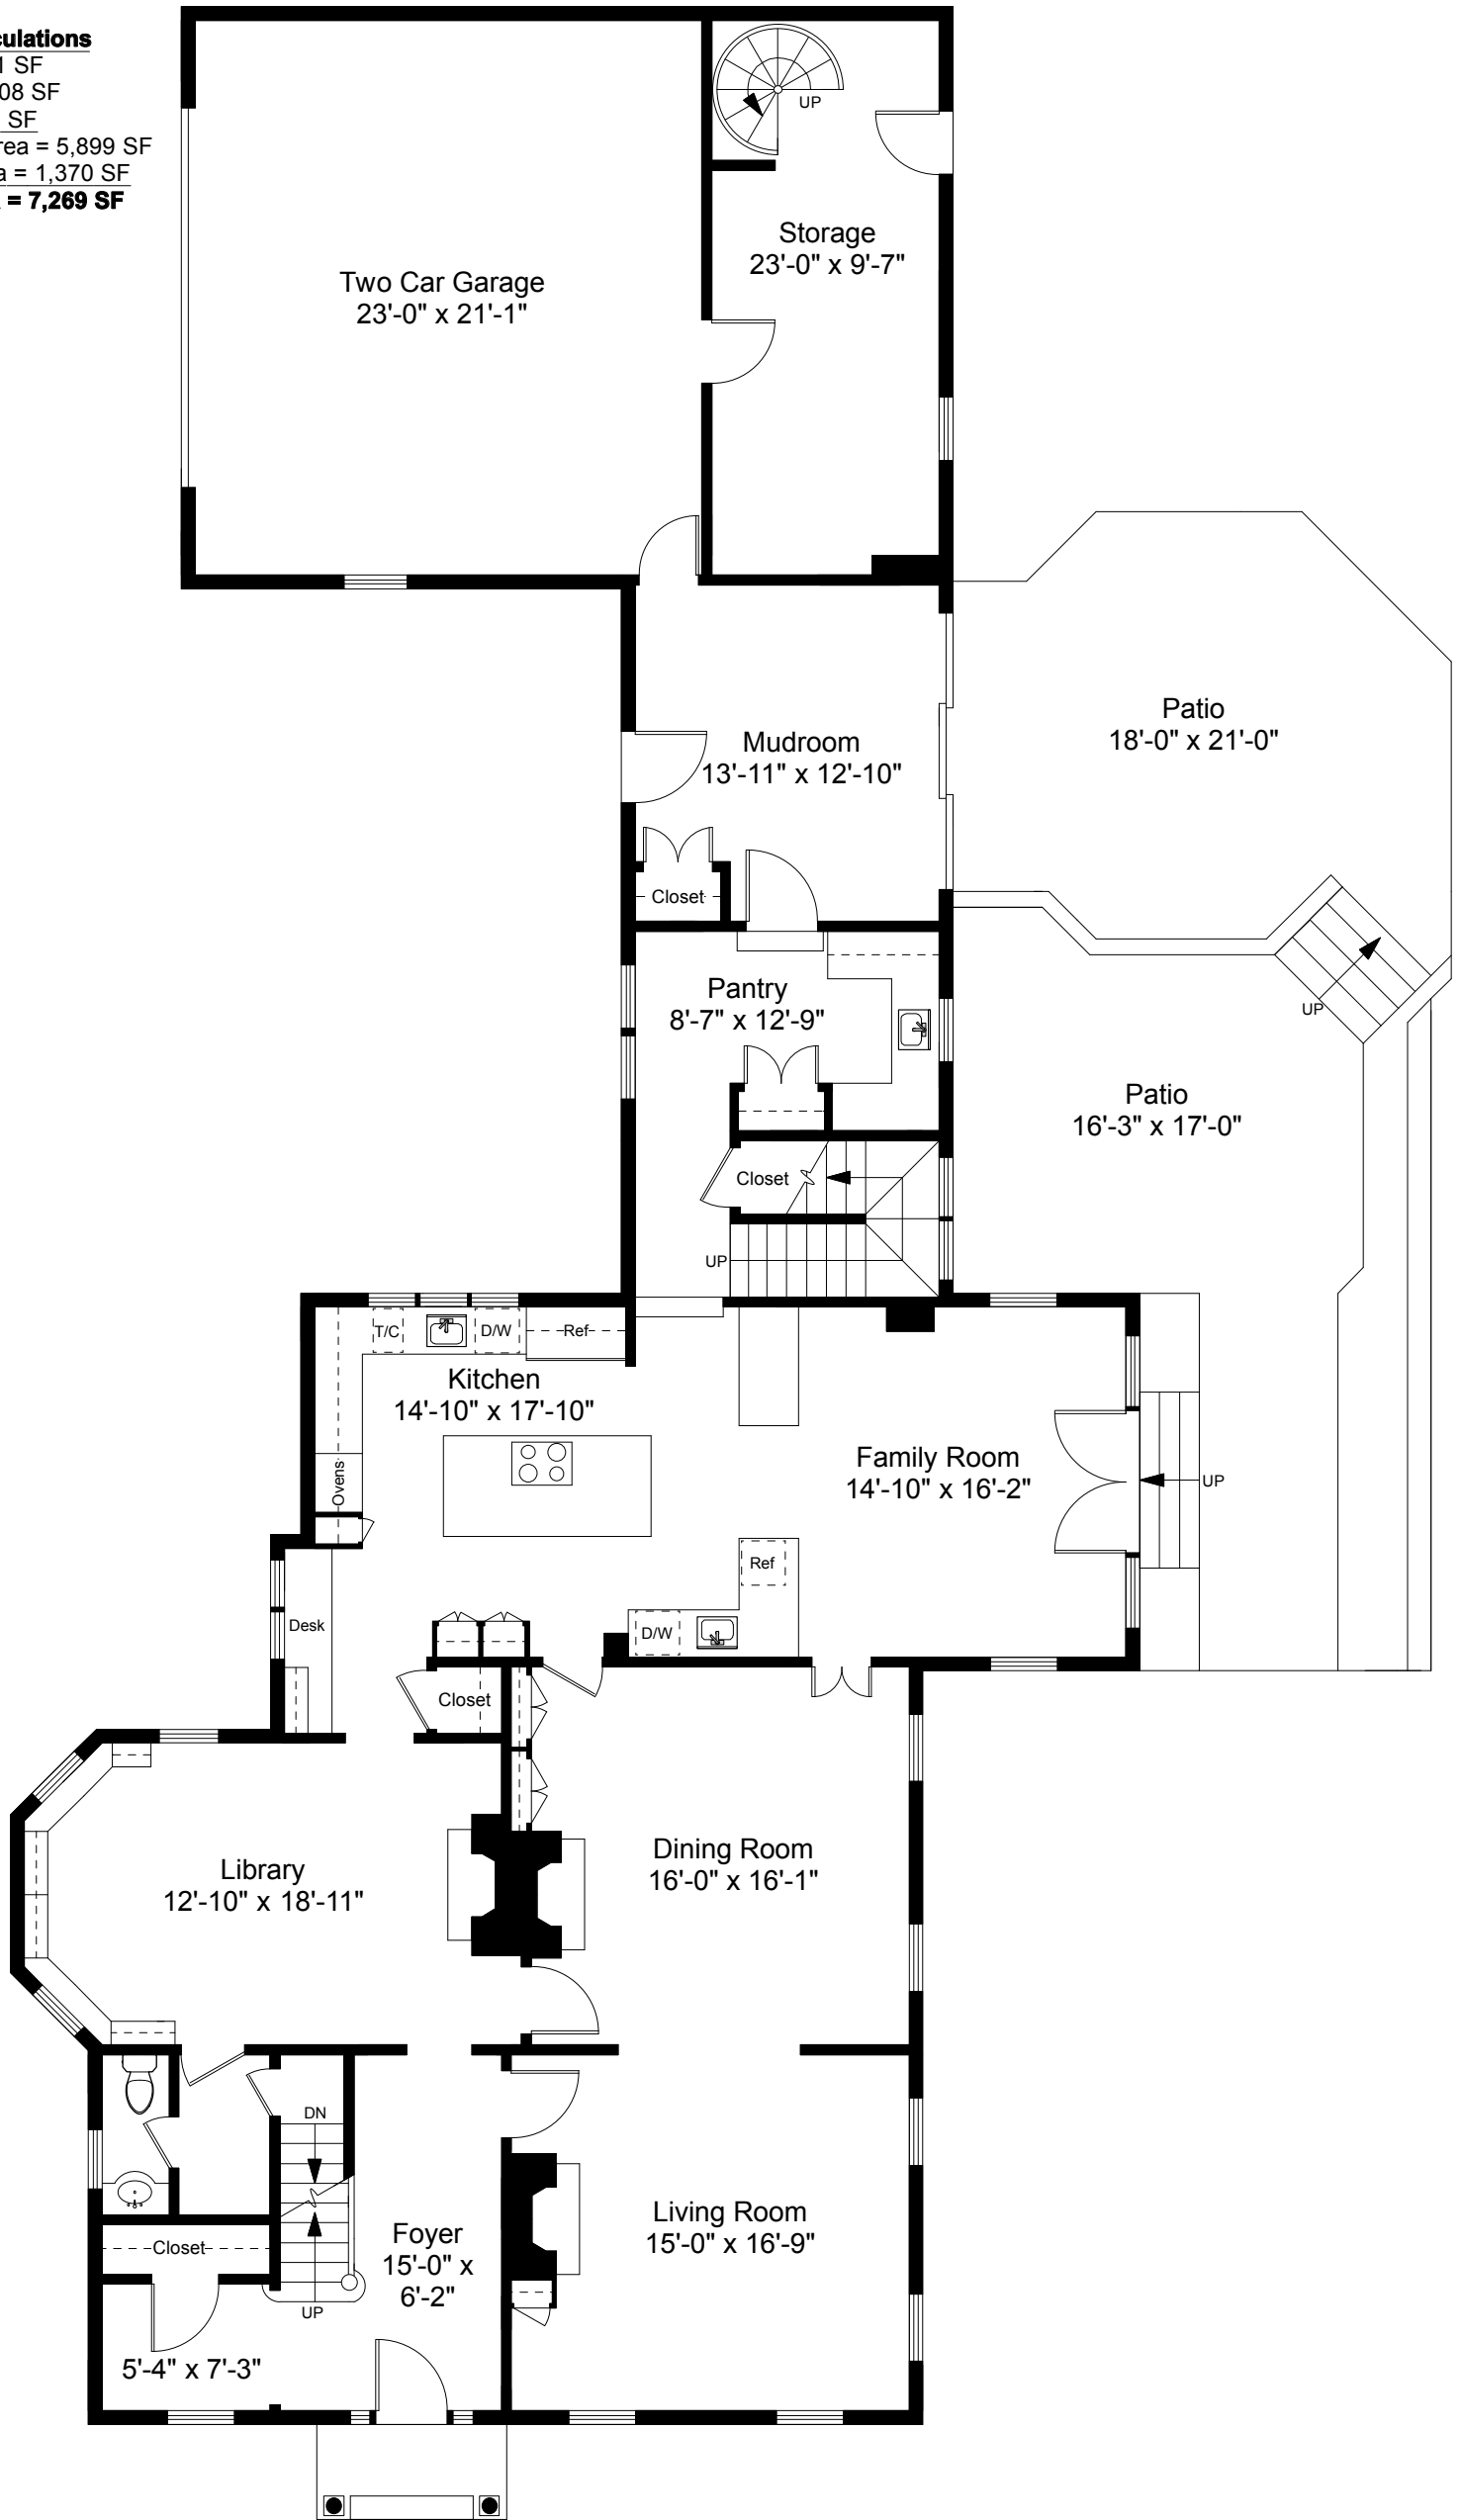 SF
SF
SF
= 5,899 SF
= 1,370 SF
= 7,269 SF
UP
Storage
23'-0" x 9'-7"
Two Car Garage
23'-0" x 21'-1"
Patio
18'-0" x 21'-0"
Mudroom
13'-11" x 12'-10"
Closet
Pantry
8'-7" x 12'-9"
UP
Patio
16'-3" x 17'-0"
Closet
UP
T/C
D/W
Ref
Kitchen
14'-10" x 17'-10"
Family Room
14'-10" x 16'-2"
Ovens
UP
Ref
Desk
D/W
Closet
Dining Room
16'-0" x 16'-1"
Library
12'-10" x 18'-11"
DN
Living Room
15'-0" x 16'-9"
Foyer
15'-0" x
6'-2"
Closet
UP
5'-4" x 7'-3"